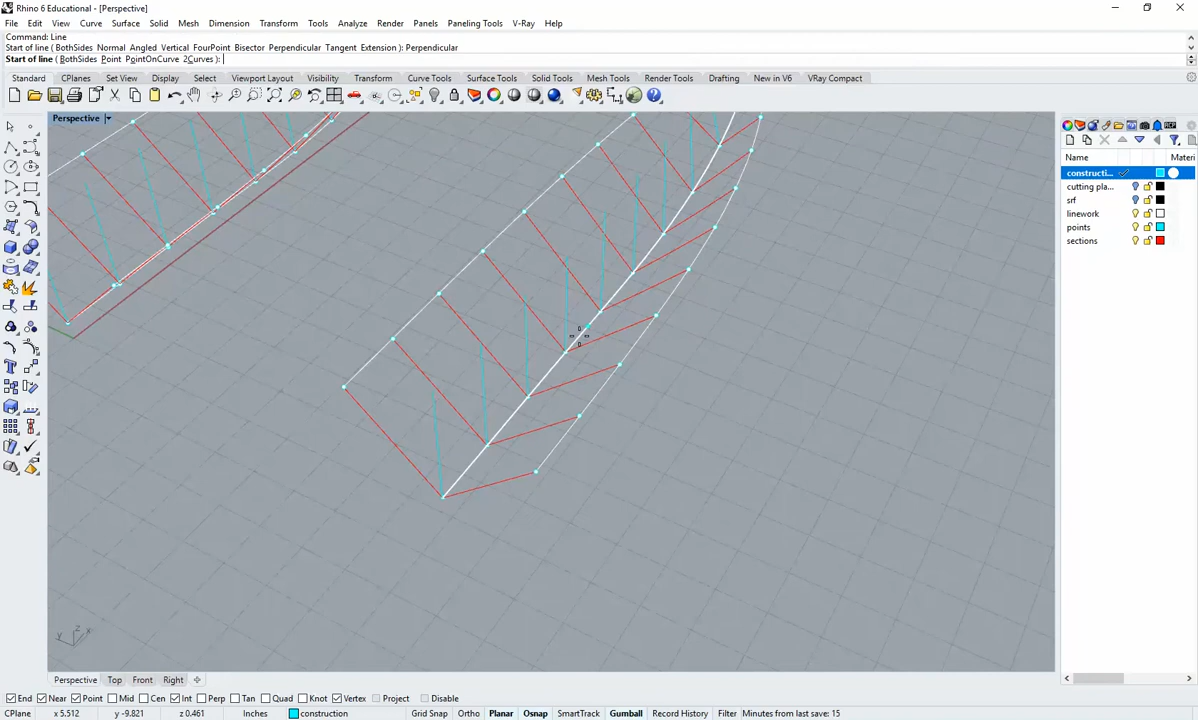 Rhino 6 Educational - [Perspective]
File Edit View Curve Surface Solid Mesh Dimension Transform Tools Analyze Render Panels Paneling Tools V-Ray Help
Command: Line
Start of line ( BothSides Normal Angled Vertical FourPoint Bisector Perpendicular Tangent Extension ): Perpendicular
Start of line ( BothSides Point PointOnCurve 2Curves ):
Standard CPlanes Set View Display Select Viewport Layout Visibility Transform Curve Tools Surface Tools Solid Tools Mesh Tools Render Tools Drafting New in V6 VRay Compact
Perspective
Name Materi
constructi...
cutting pla...
srf
linework
points
sections
z
y x
Perspective Top Front Right
End Near Point Mid Cen Int Perp Tan Quad Knot Vertex Project Disable
CPlane x 5.512 y -9.821 z 0.461 Inches construction Grid Snap Ortho Planar Osnap SmartTrack Gumball Record History Filter Minutes from last save: 15